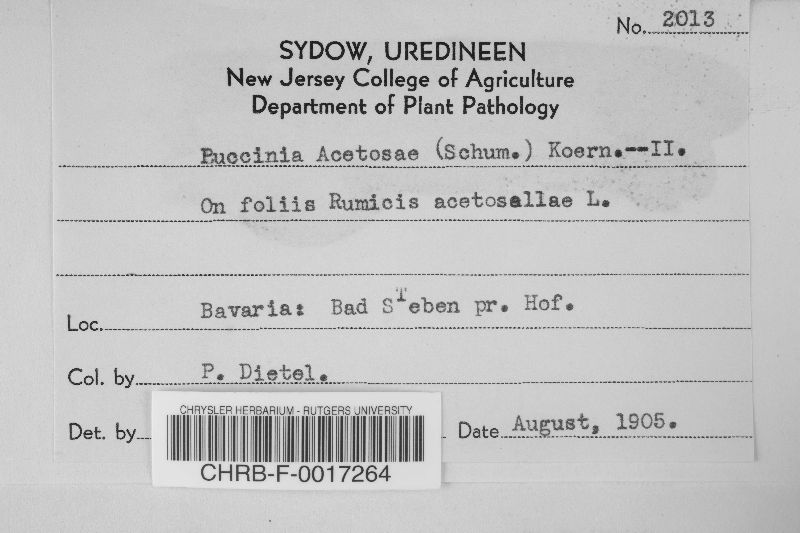 No. 2013
SYDOW, UREDINEEN
New Jersey College of Agriculture
Department of Plant Pathology
Puccinia Acetosae (Schum.) Koern.--II.
On foliis Rumicis acetosellae L.
Loc. Bavaria: Bad Steben pr. Hof.
Col. by P. Dietel.
Det. by
Date August, 1905.
CHRYSLER HERBARIUM - RUTGERS UNIVERSITY
CHRB-F-0017264